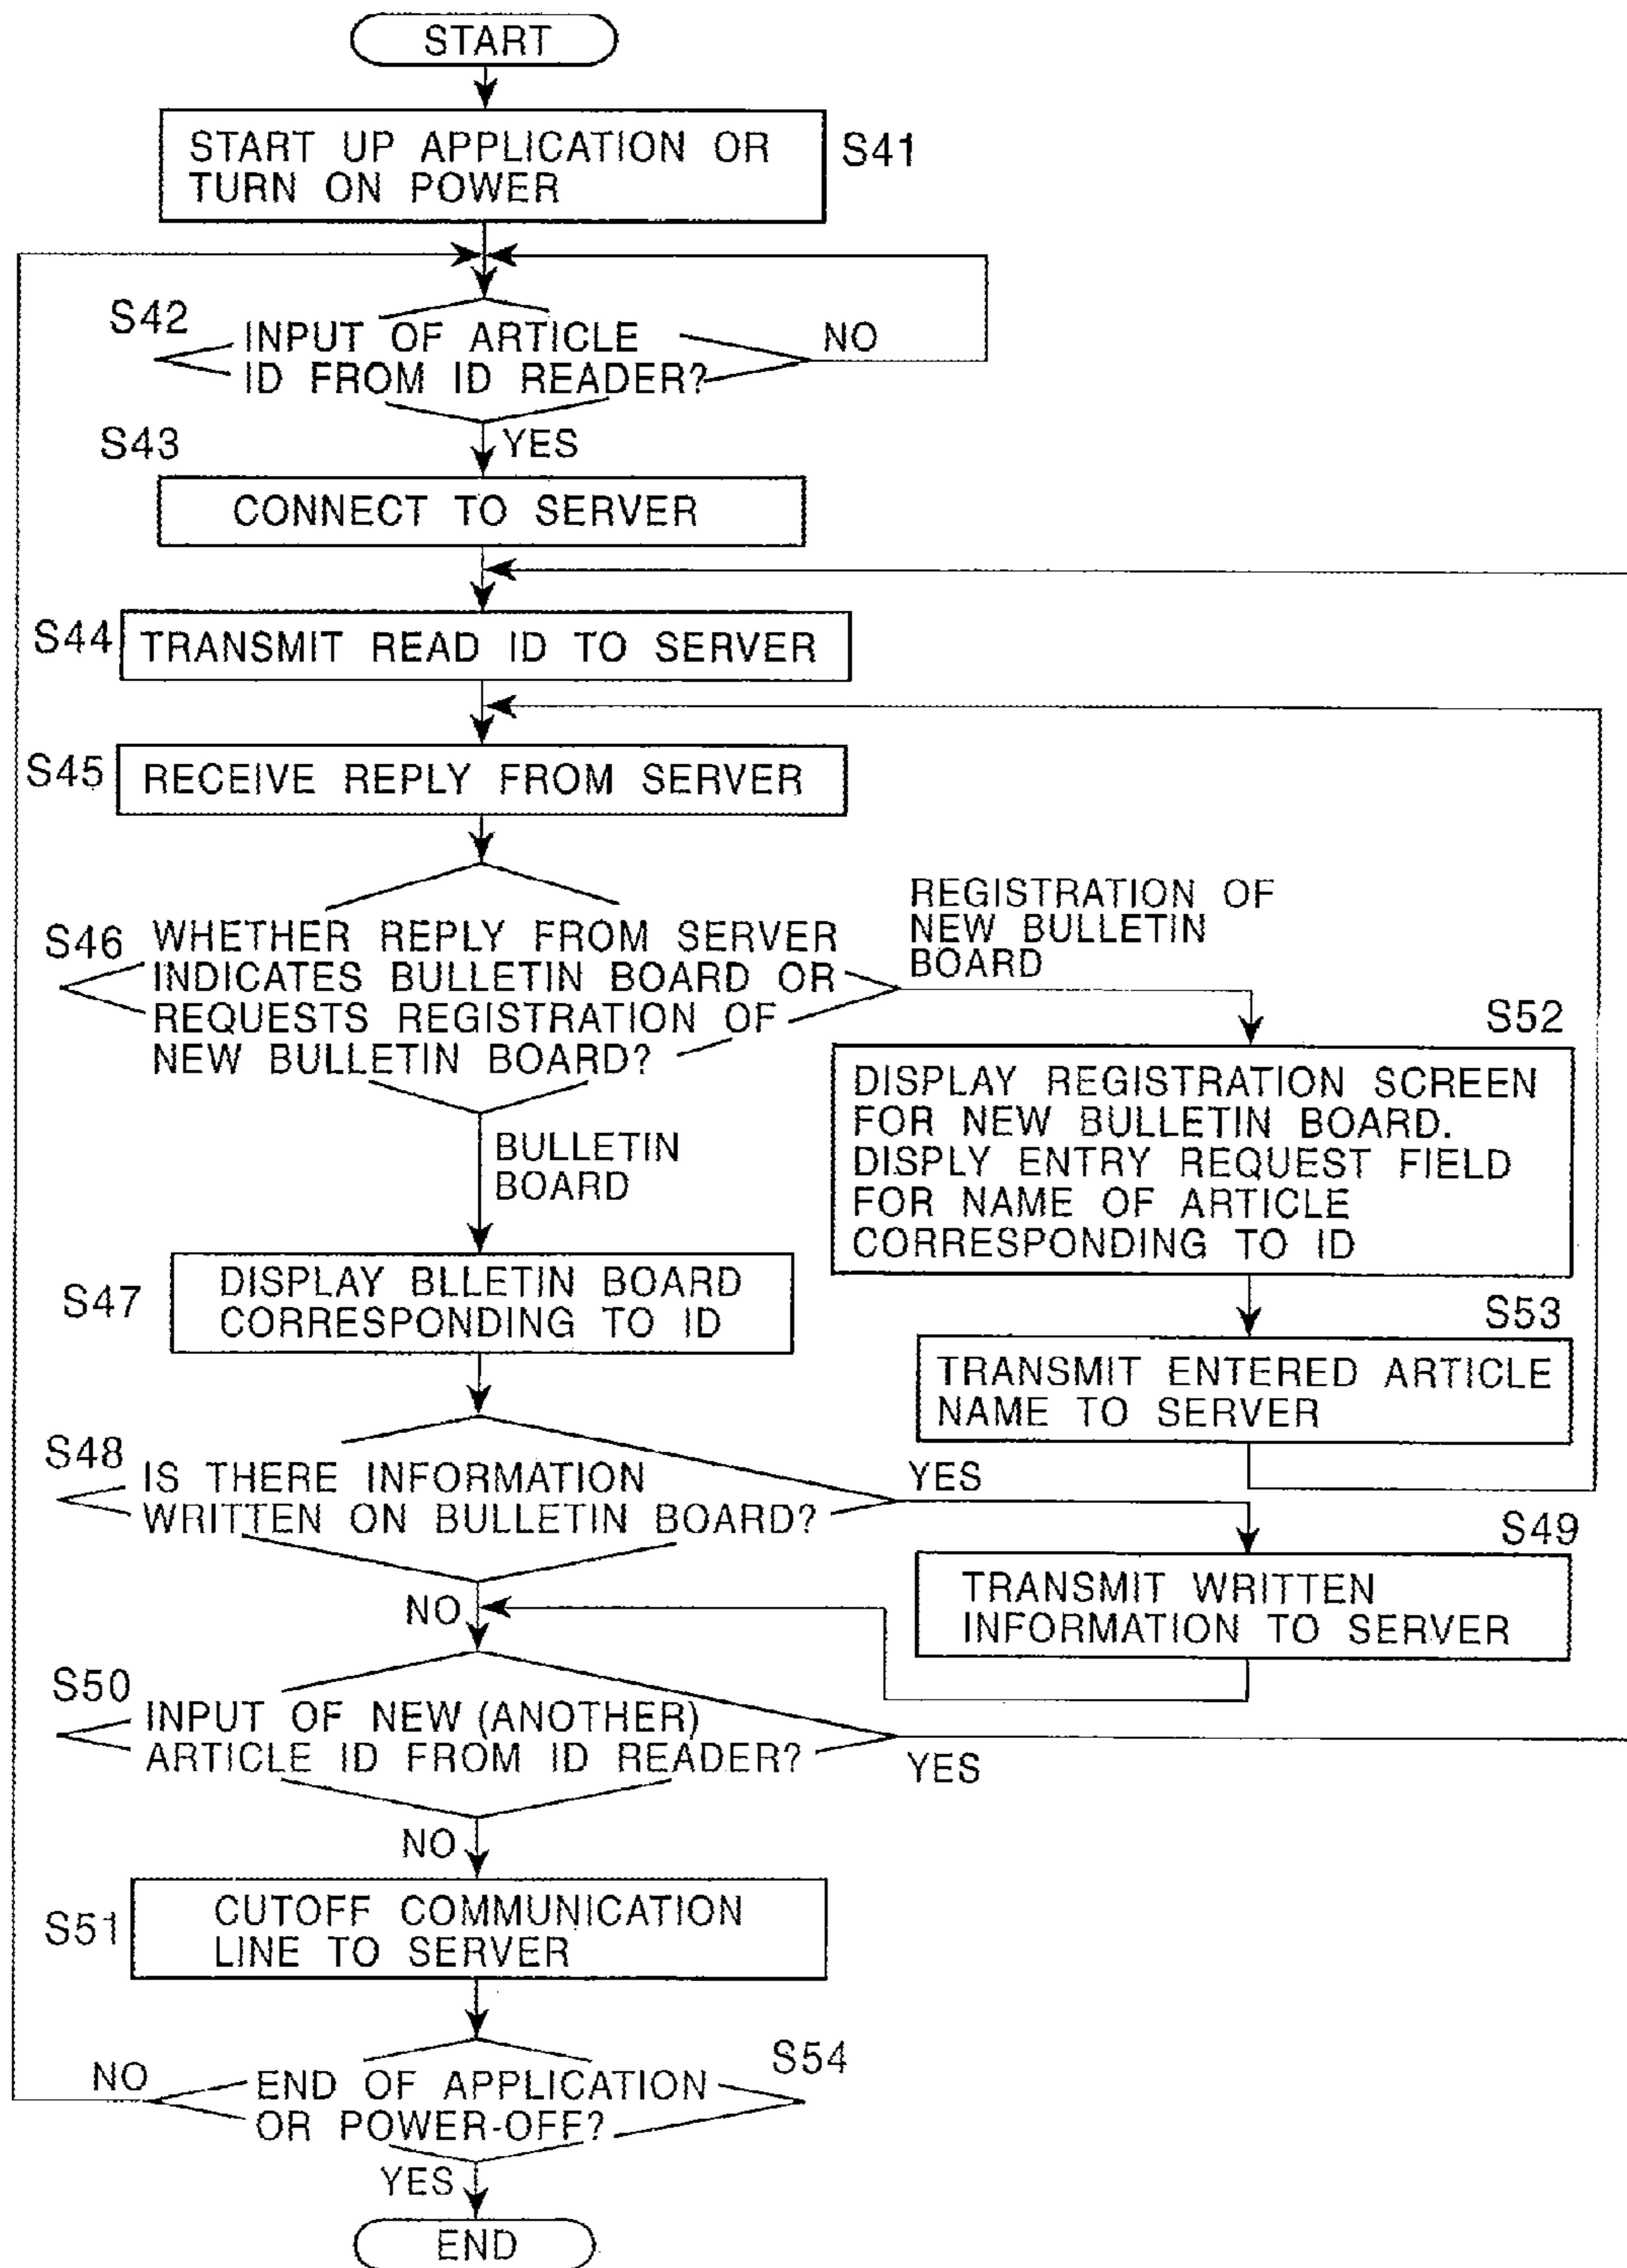 START
START UP APPLICATION OR
TURN ON POWER
S41
S42
INPUT OF ARTICLE
ID FROM ID READER?
NO
YES
S43
CONNECT TO SERVER
S44
TRANSMIT READ ID TO SERVER
S45
RECEIVE REPLY FROM SERVER
S46
WHETHER REPLY FROM SERVER
INDICATES BULLETIN BOARD OR
REQUESTS REGISTRATION OF
NEW BULLETIN BOARD?
REGISTRATION OF
NEW BULLETIN
BOARD
S52
DISPLAY REGISTRATION SCREEN
FOR NEW BULLETIN BOARD.
DISPLY ENTRY REQUEST FIELD
FOR NAME OF ARTICLE
CORRESPONDING TO ID
BULLETIN
BOARD
S47
DISPLAY BLLETIN BOARD
CORRESPONDING TO ID
S53
TRANSMIT ENTERED ARTICLE
NAME TO SERVER
S48
IS THERE INFORMATION
WRITTEN ON BULLETIN BOARD?
YES
S49
TRANSMIT WRITTEN
INFORMATION TO SERVER
NO
S50
INPUT OF NEW (ANOTHER)
ARTICLE ID FROM ID READER?
YES
NO
S51
CUTOFF COMMUNICATION
LINE TO SERVER
S54
NO
END OF APPLICATION
OR POWER-OFF?
YES
END